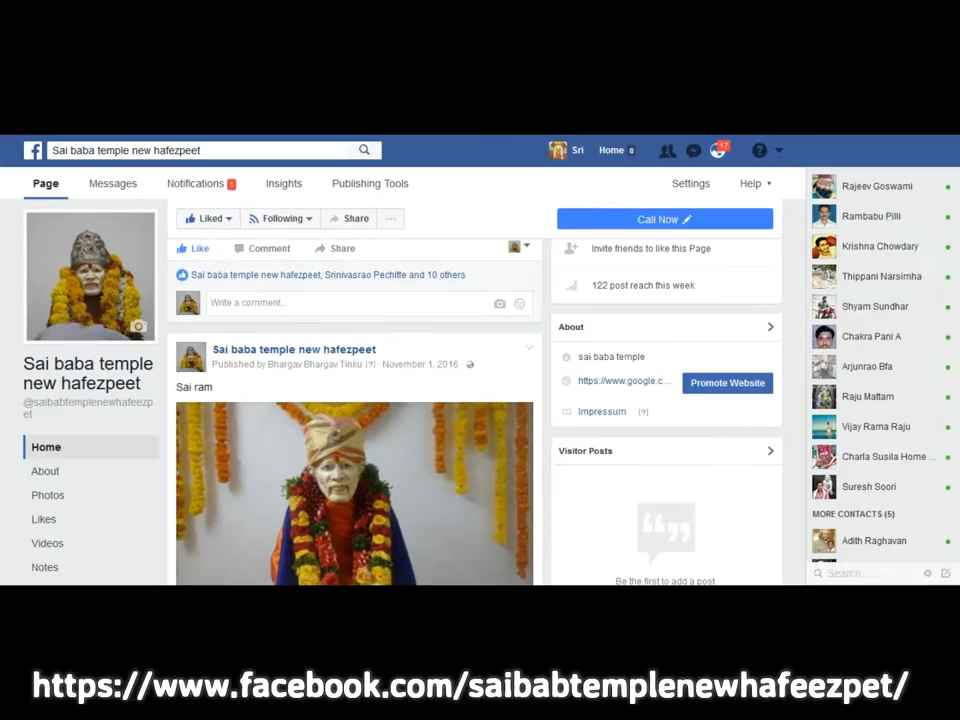 Sai baba temple new hafezpeet
Sri
Home 8
17
Page
Messages
Notifications 1
Insights
Publishing Tools
Settings
Help
Liked
Following
Share
Call Now
Like
Comment
Share
Sai baba temple new hafezpeet, Srinivasrao Pechitte and 10 others
Write a comment...
Sai baba temple new hafezpeet
Published by Bhargav Bhargav Tinku [?] · November 1, 2016 ·
Sai ram
Sai baba temple
new hafezpeet
@saibabtemplenewhafeezp
et
Home
About
Photos
Likes
Videos
Notes
Invite friends to like this Page
122 post reach this week
About
sai baba temple
https://www.google.c...
Promote Website
Impressum [?]
Visitor Posts
Be the first to add a post
Rajeev Goswami
Rambabu Pilli
Krishna Chowdary
Thippani Narsimha
Shyam Sundhar
Chakra Pani A
Arjunrao Bfa
Raju Mattam
Vijay Rama Raju
Charla Susila Home ...
Suresh Soori
MORE CONTACTS (5)
Adith Raghavan
Search
https://www.facebook.com/saibabtemplenewhafeezpet/